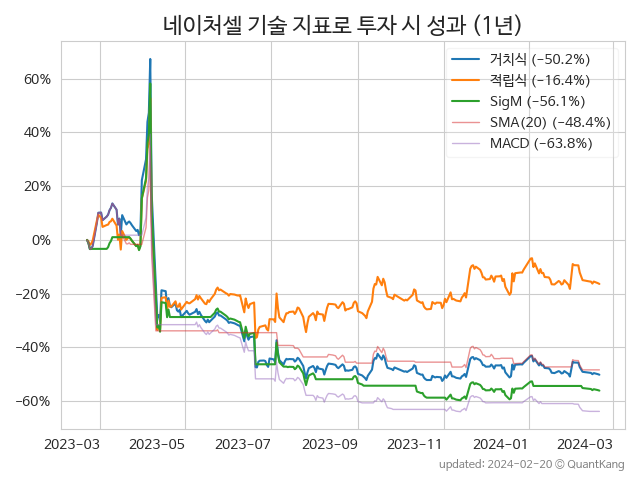 네이처셀 기술 지표로 투자 시 성과 (1년)
거치식 (−50.2%)
적립식 (−16.4%)
SigM (−56.1%)
SMA(20) (−48.4%)
MACD (−63.8%)
60%
40%
20%
0%
−20%
−40%
−60%
2023-03 2023-05 2023-07 2023-09 2023-11 2024-01 2024-03
updated: 2024-02-20 © QuantKang